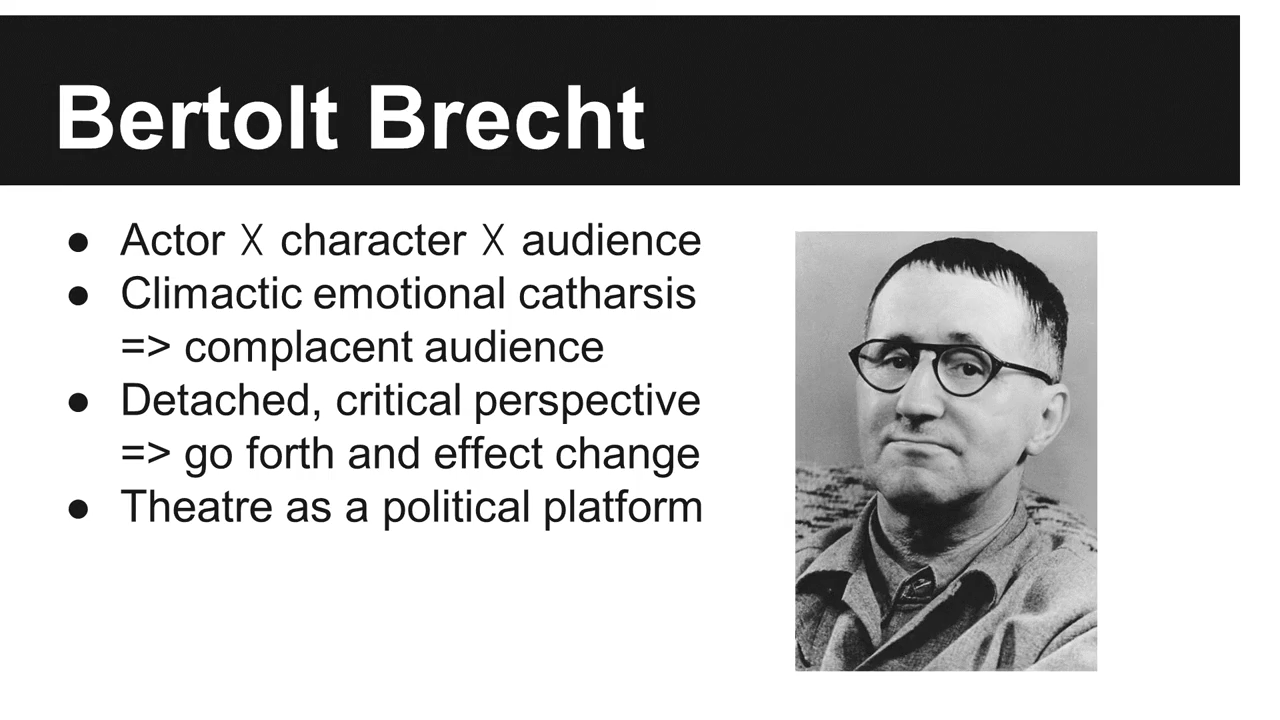 Bertolt Brecht
● Actor X character X audience
● Climactic emotional catharsis
=> complacent audience
● Detached, critical perspective
=> go forth and effect change
● Theatre as a political platform